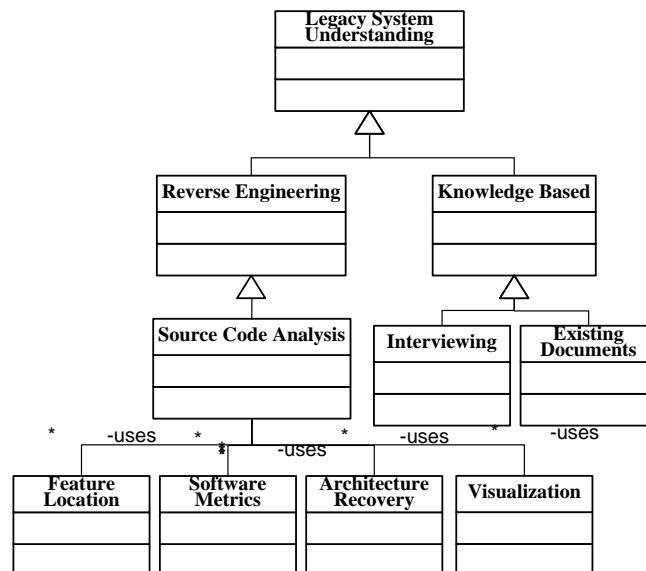 Legacy System
Understanding
Reverse Engineering
Knowledge Based
Source Code Analysis
Interviewing
Existing
Documents
* -uses * -uses * -uses * -uses
*
*
*
Feature
Location
Software
Metrics
Architecture
Recovery
Visualization